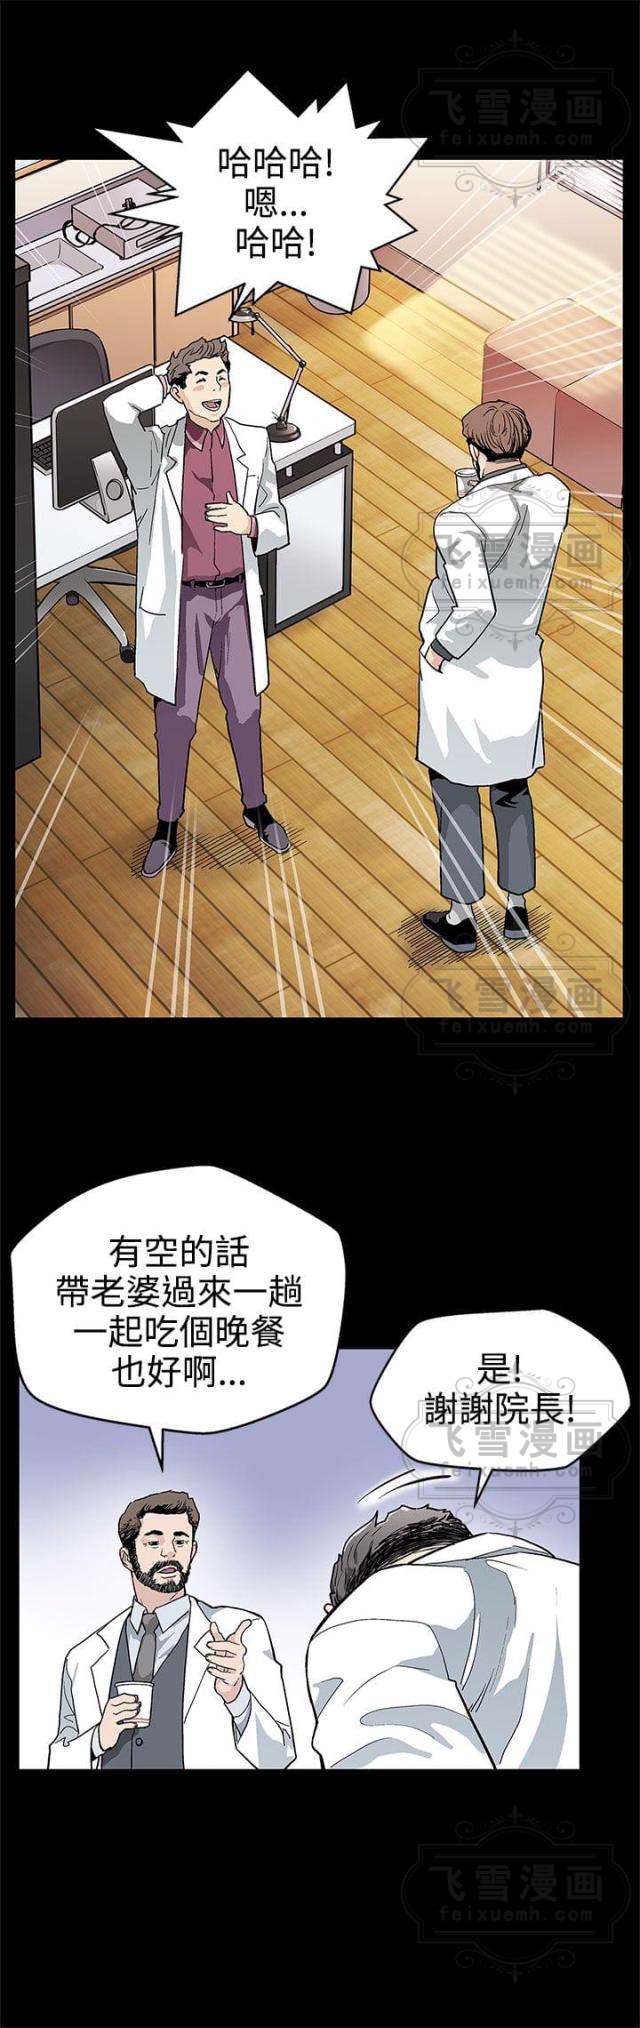 飞雪漫画
feixuemh.com
哈哈哈!
嗯...
哈哈!
飞雪漫画
feixuemh.com
飞雪漫画
feixuemh.com
有空的話
帶老婆過來一趟
一起吃個晚餐
也好啊...
是!
謝謝院長!
飞雪漫画
feixuemh.com
飞雪漫画
feixuemh.com